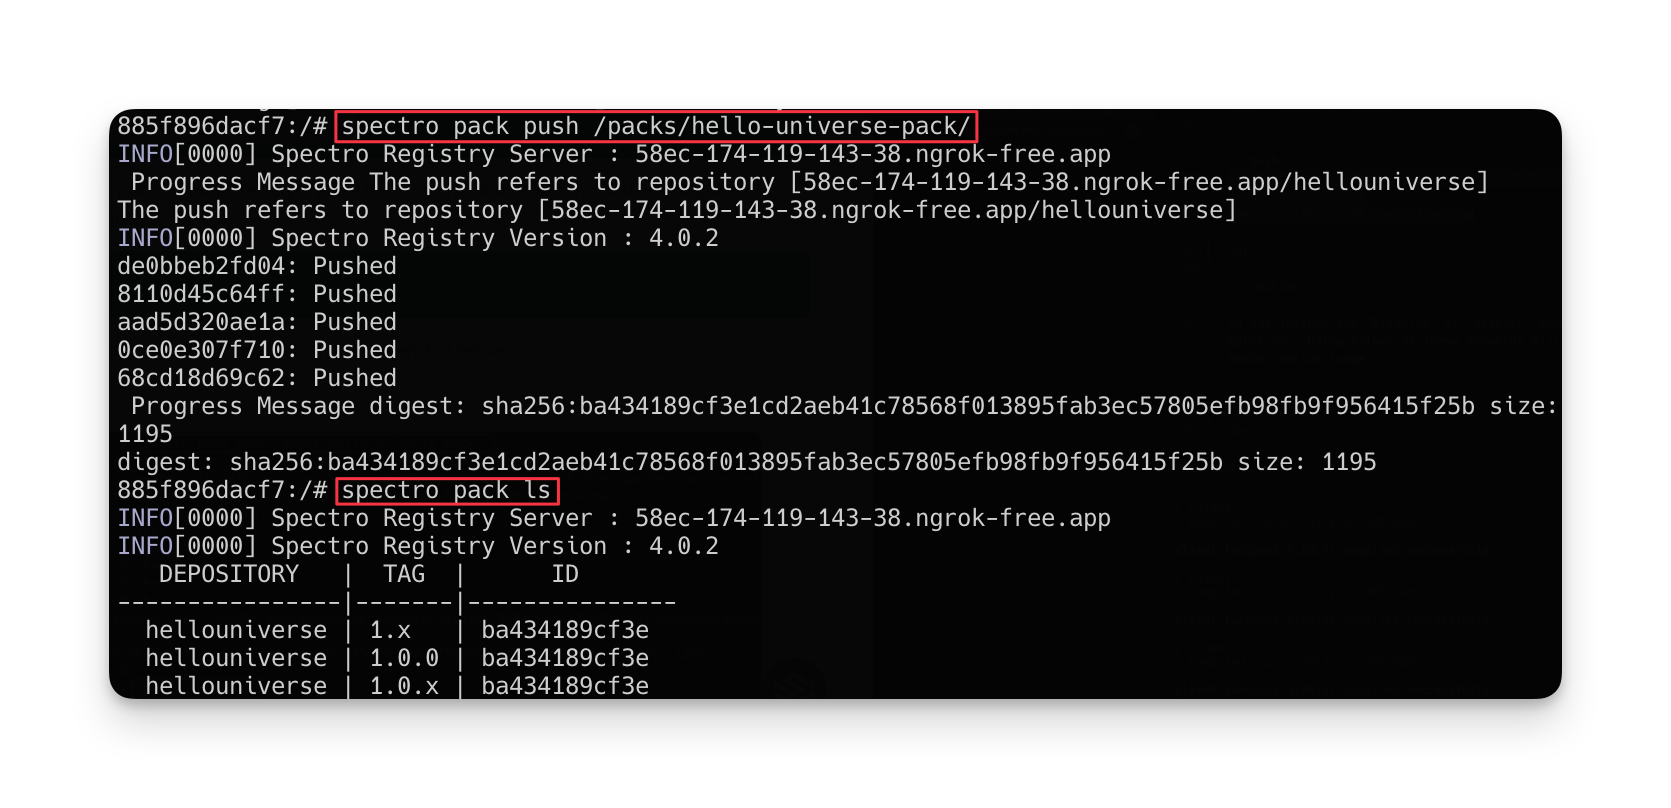 885f896dacf7:/# spectro pack push /packs/hello-universe-pack/
INFO[0000] Spectro Registry Server : 58ec-174-119-143-38.ngrok-free.app
 Progress Message The push refers to repository [58ec-174-119-143-38.ngrok-free.app/hellouniverse]
The push refers to repository [58ec-174-119-143-38.ngrok-free.app/hellouniverse]
INFO[0000] Spectro Registry Version : 4.0.2
de0bbeb2fd04: Pushed
8110d45c64ff: Pushed
aad5d320ae1a: Pushed
0ce0e307f710: Pushed
68cd18d69c62: Pushed
 Progress Message digest: sha256:ba434189cf3e1cd2aeb41c78568f013895fab3ec57805efb98fb9f956415f25b size:
1195
digest: sha256:ba434189cf3e1cd2aeb41c78568f013895fab3ec57805efb98fb9f956415f25b size: 1195
885f896dacf7:/# spectro pack ls
INFO[0000] Spectro Registry Server : 58ec-174-119-143-38.ngrok-free.app
INFO[0000] Spectro Registry Version : 4.0.2
   DEPOSITORY   |  TAG  |      ID
----------------|-------|---------------
  hellouniverse | 1.x   | ba434189cf3e
  hellouniverse | 1.0.0 | ba434189cf3e
  hellouniverse | 1.0.x | ba434189cf3e